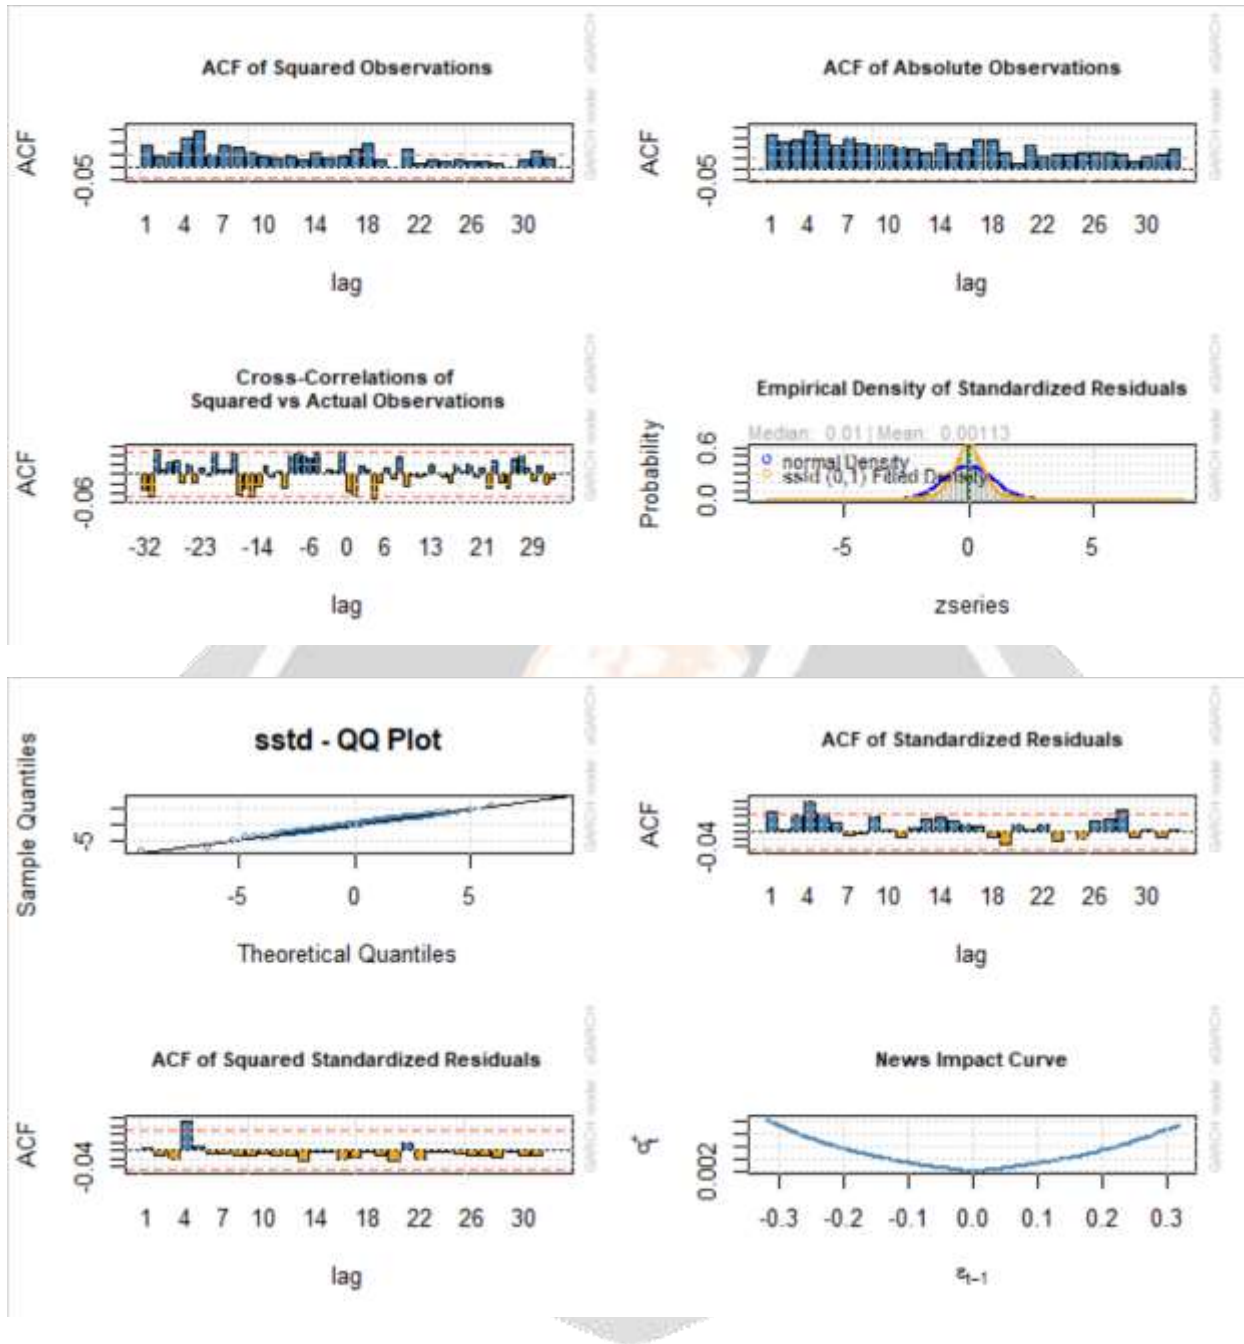 ACF of Squared Observations
ACF
-0.05
1 4 7 10 14 18 22 26 30
lag
ACF of Absolute Observations
ACF
-0.05
1 4 7 10 14 18 22 26 30
lag
Cross-Correlations of
Squared vs Actual Observations
ACF
-0.06
-32 -23 -14 -6 0 6 13 21 29
lag
Empirical Density of Standardized Residuals
Median: 0.01 | Mean: 0.00113
Probability
0.0 0.6
normal Density
sstd (0,1) Fitted Density
-5 0 5
zseries
sstd - QQ Plot
Sample Quantiles
-5
-5 0 5
Theoretical Quantiles
ACF of Standardized Residuals
ACF
-0.04
1 4 7 10 14 18 22 26 30
lag
ACF of Squared Standardized Residuals
ACF
-0.04
1 4 7 10 14 18 22 26 30
lag
News Impact Curve
0.002
-0.3 -0.2 -0.1 0.0 0.1 0.2 0.3
εt−1